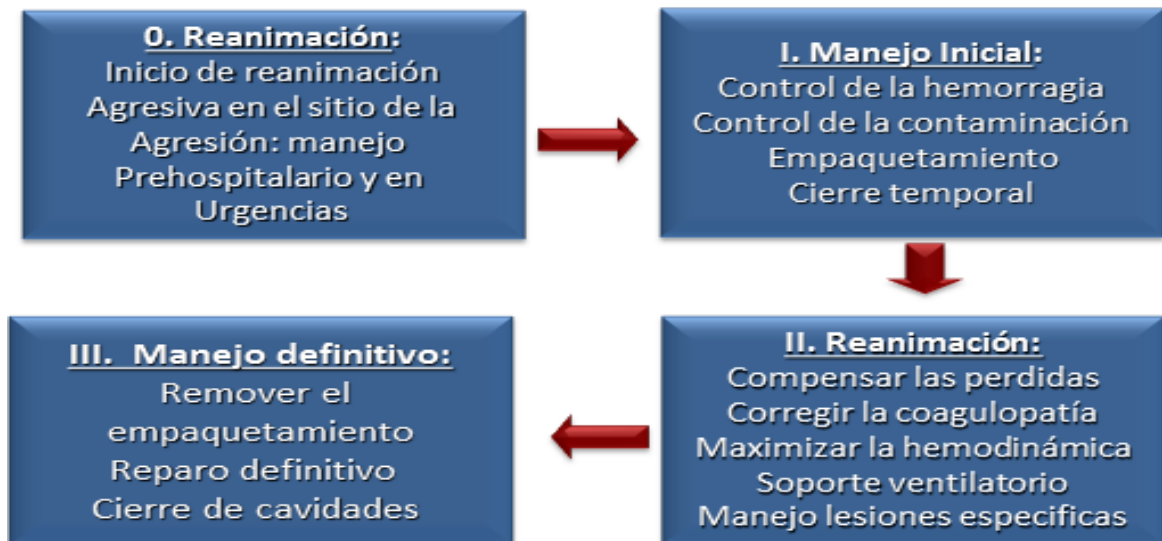 0. Reanimación:
Inicio de reanimación
Agresiva en el sitio de la
Agresión: manejo
Prehospitalario y en
Urgencias
I. Manejo Inicial:
Control de la hemorragia
Control de la contaminación
Empaquetamiento
Cierre temporal
II. Reanimación:
Compensar las perdidas
Corregir la coagulopatía
Maximizar la hemodinámica
Soporte ventilatorio
Manejo lesiones especificas
III. Manejo definitivo:
Remover el
empaquetamiento
Reparo definitivo
Cierre de cavidades